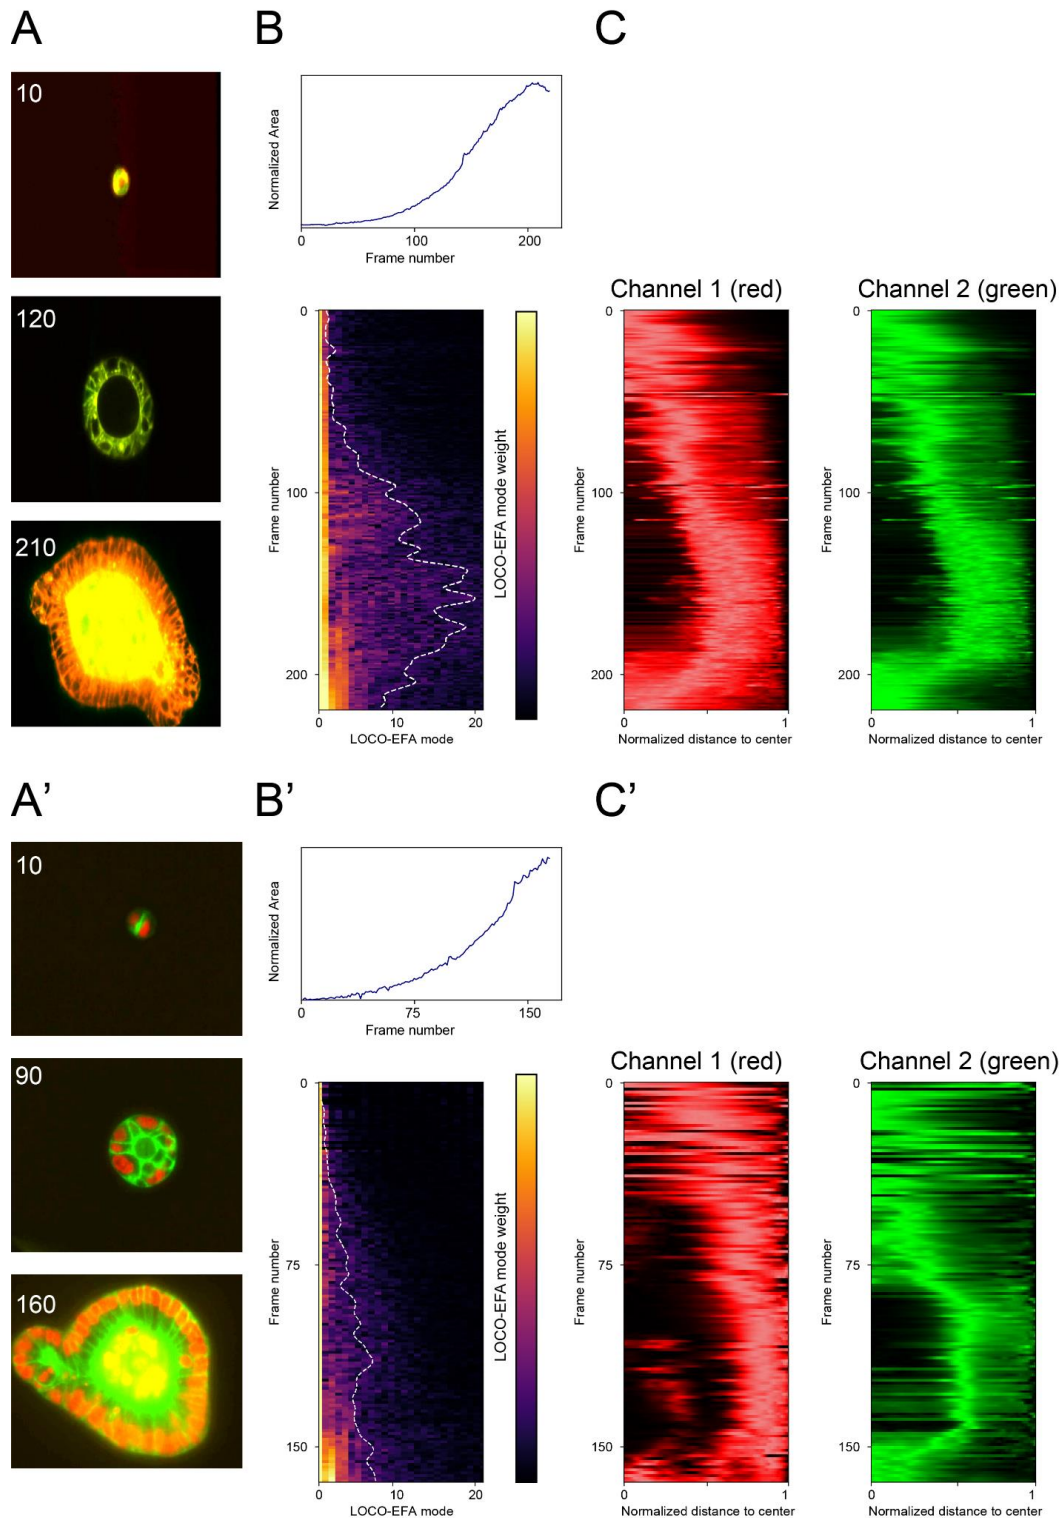 A
B
C
10
120
210
Normalized Area
0
100
200
Frame number
0
100
200
Frame number
LOCO-EFA mode weight
0
10
20
LOCO-EFA mode
Channel 1 (red)
Channel 2 (green)
0
100
200
Frame number
0
1
Normalized distance to center
0
100
200
Frame number
0
1
Normalized distance to center
A'
B'
C'
10
90
160
Normalized Area
0
75
150
Frame number
0
75
150
Frame number
LOCO-EFA mode weight
0
10
20
LOCO-EFA mode
Channel 1 (red)
Channel 2 (green)
0
75
150
Frame number
0
1
Normalized distance to center
0
75
150
Frame number
0
1
Normalized distance to center